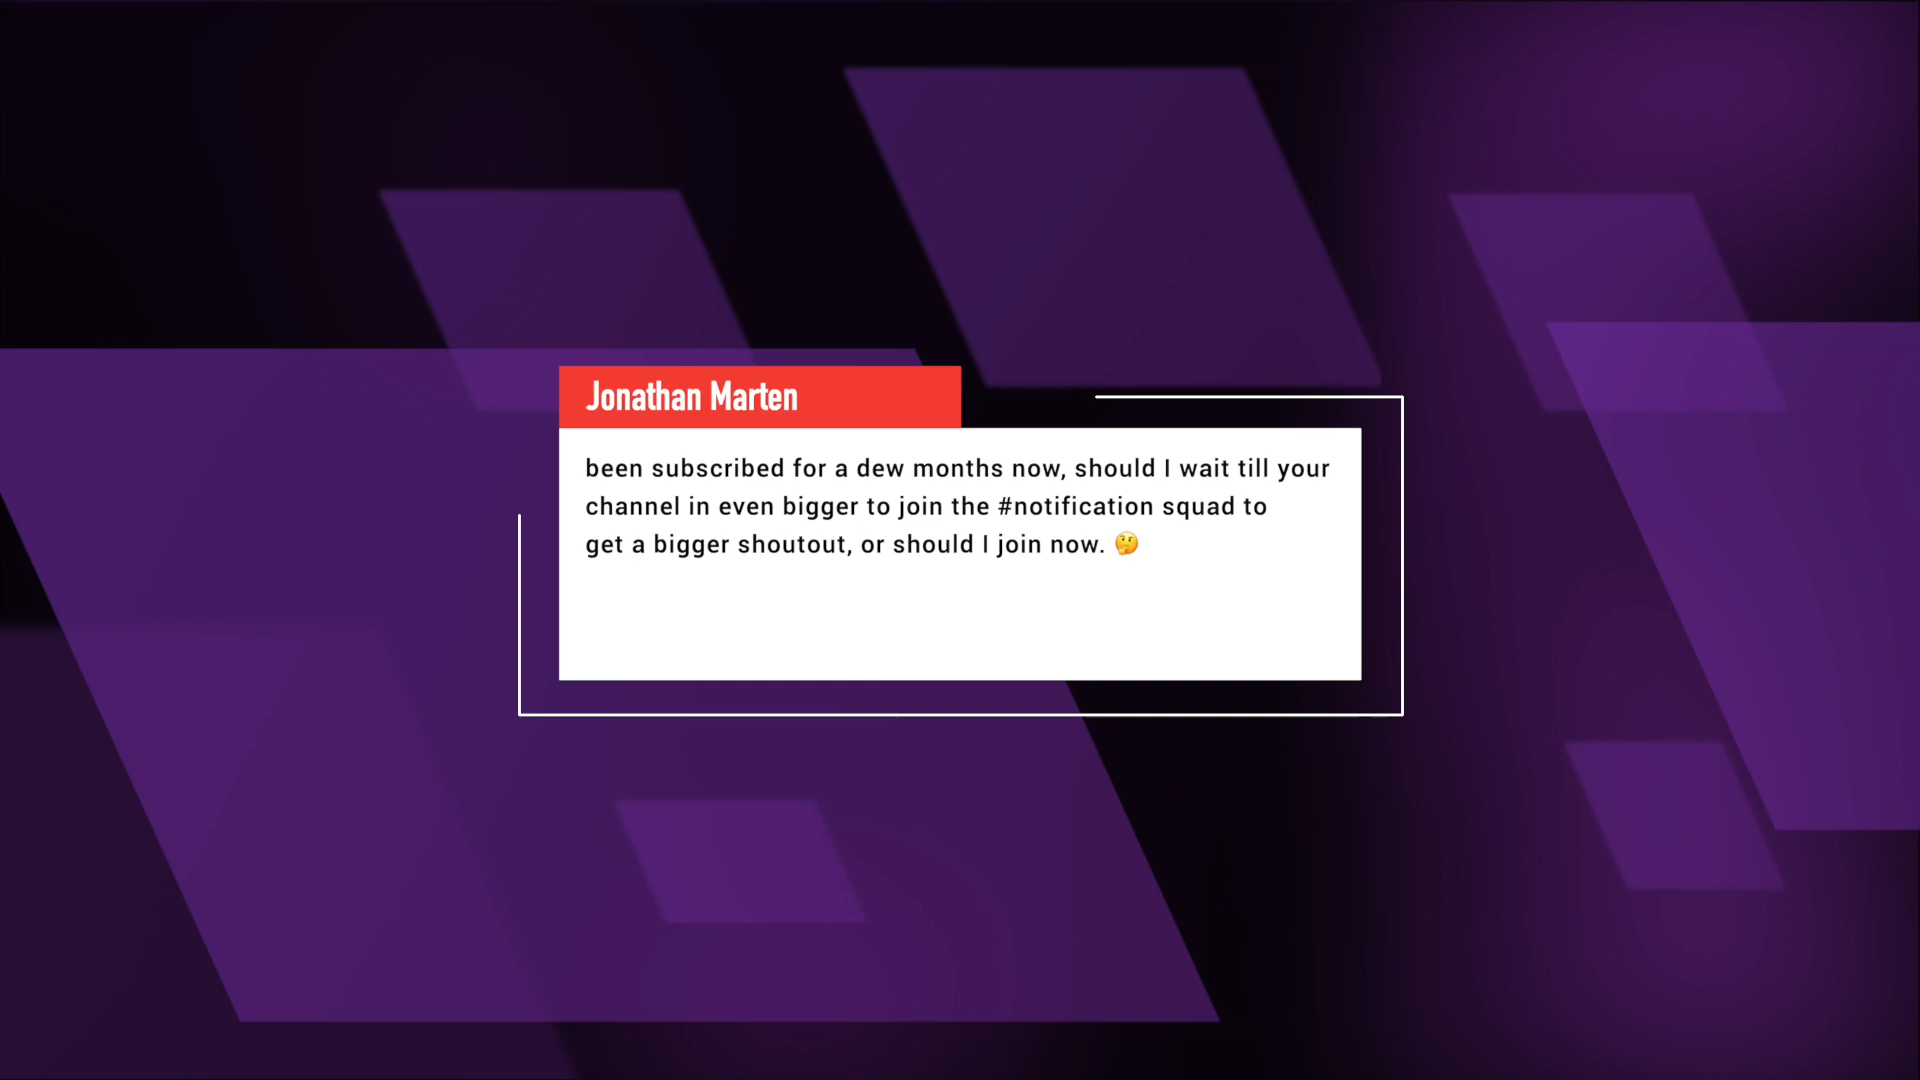 Jonathan Marten
been subscribed for a dew months now, should I wait till your
channel in even bigger to join the #notification squad to
get a bigger shoutout, or should I join now. 🤔